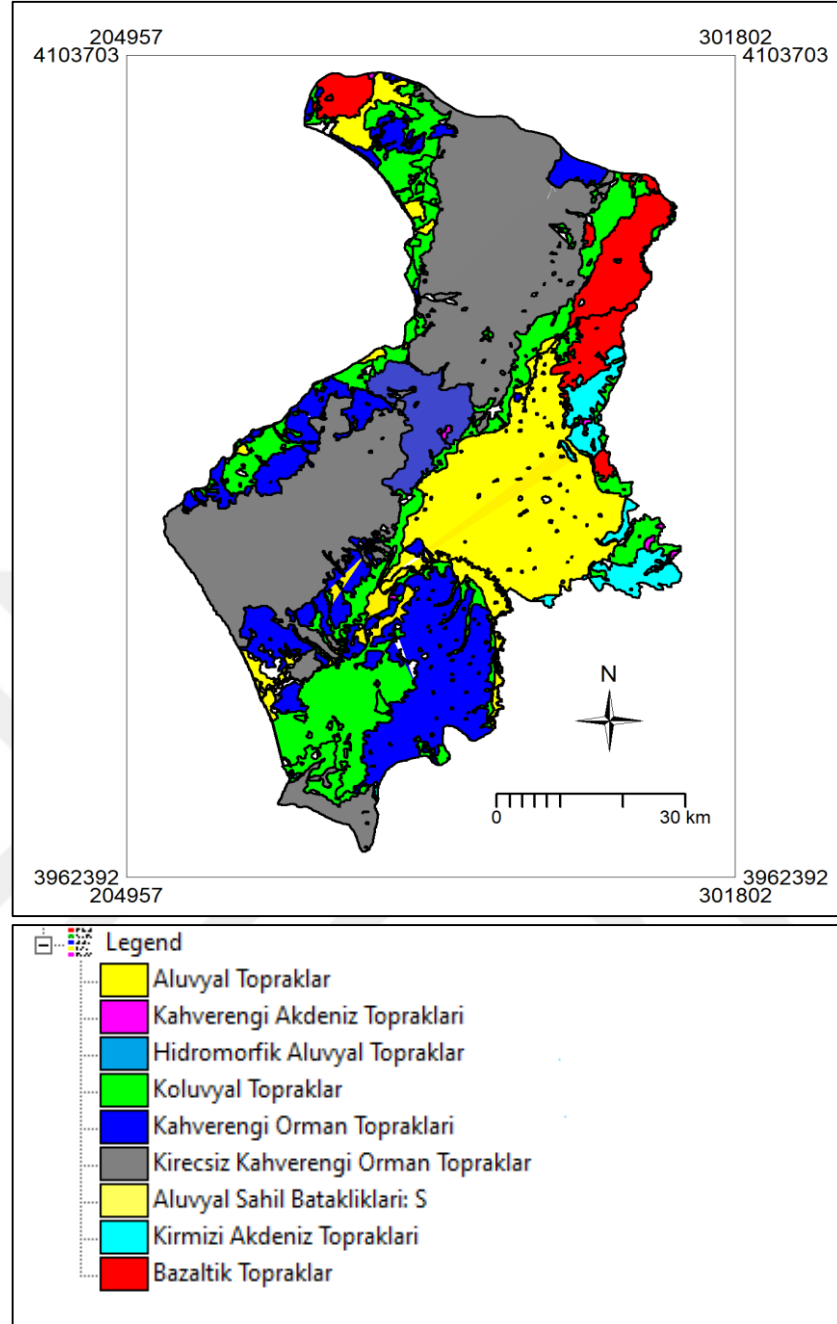 204957 301802
4103703 4103703
N
0 30 km
3962392 3962392
204957 301802
Legend
Aluvyal Topraklar
Kahverengi Akdeniz Topraklari
Hidromorfik Aluvyal Topraklar
Koluvyal Topraklar
Kahverengi Orman Topraklari
Kirecsiz Kahverengi Orman Topraklar
Aluvyal Sahil Batakliklari: S
Kirmizi Akdeniz Topraklari
Bazaltik Topraklar